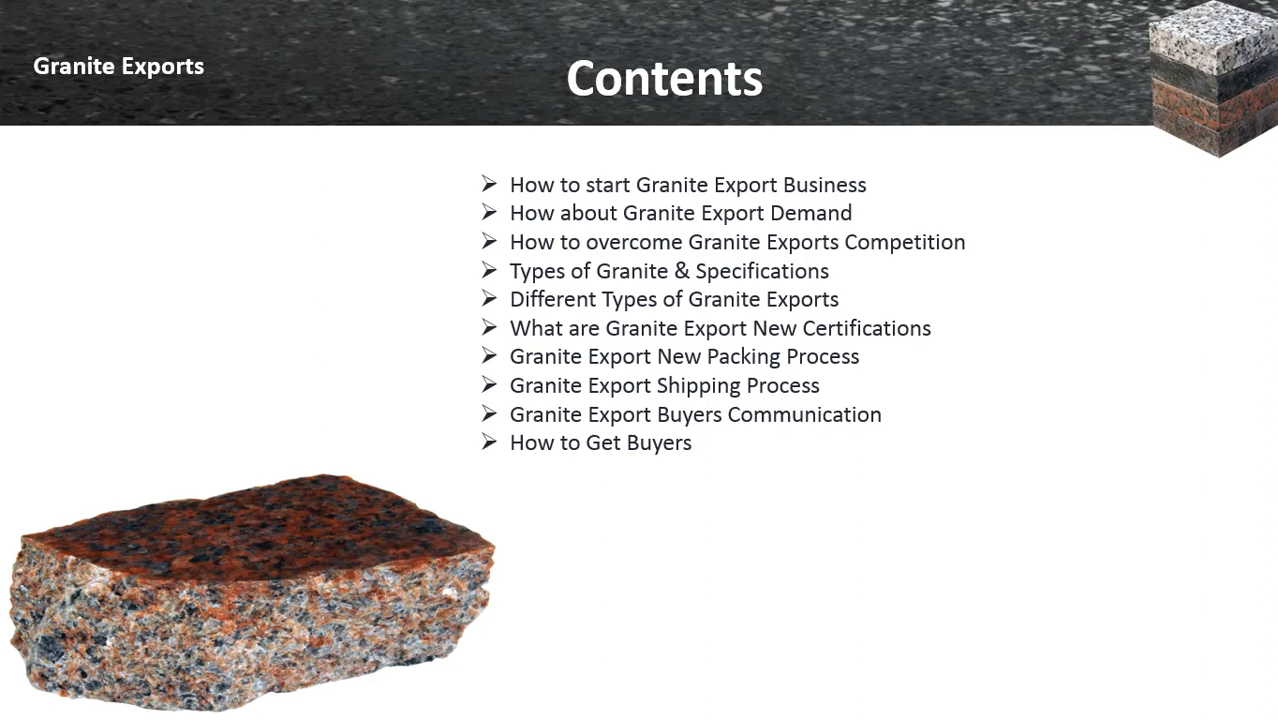 Granite Exports
Contents
➢ How to start Granite Export Business
➢ How about Granite Export Demand
➢ How to overcome Granite Exports Competition
➢ Types of Granite & Specifications
➢ Different Types of Granite Exports
➢ What are Granite Export New Certifications
➢ Granite Export New Packing Process
➢ Granite Export Shipping Process
➢ Granite Export Buyers Communication
➢ How to Get Buyers